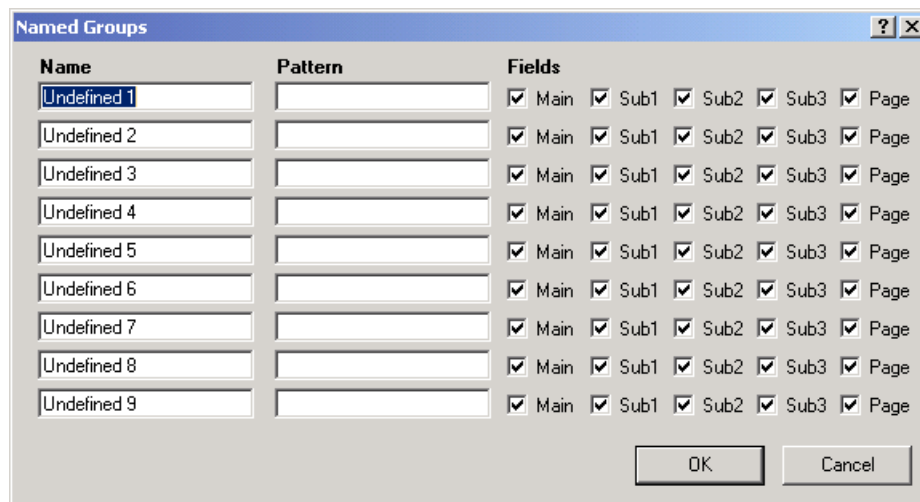 Named Groups ? ×
Name Pattern Fields
Undefined 1 Main Sub1 Sub2 Sub3 Page
Undefined 2 Main Sub1 Sub2 Sub3 Page
Undefined 3 Main Sub1 Sub2 Sub3 Page
Undefined 4 Main Sub1 Sub2 Sub3 Page
Undefined 5 Main Sub1 Sub2 Sub3 Page
Undefined 6 Main Sub1 Sub2 Sub3 Page
Undefined 7 Main Sub1 Sub2 Sub3 Page
Undefined 8 Main Sub1 Sub2 Sub3 Page
Undefined 9 Main Sub1 Sub2 Sub3 Page
OK Cancel